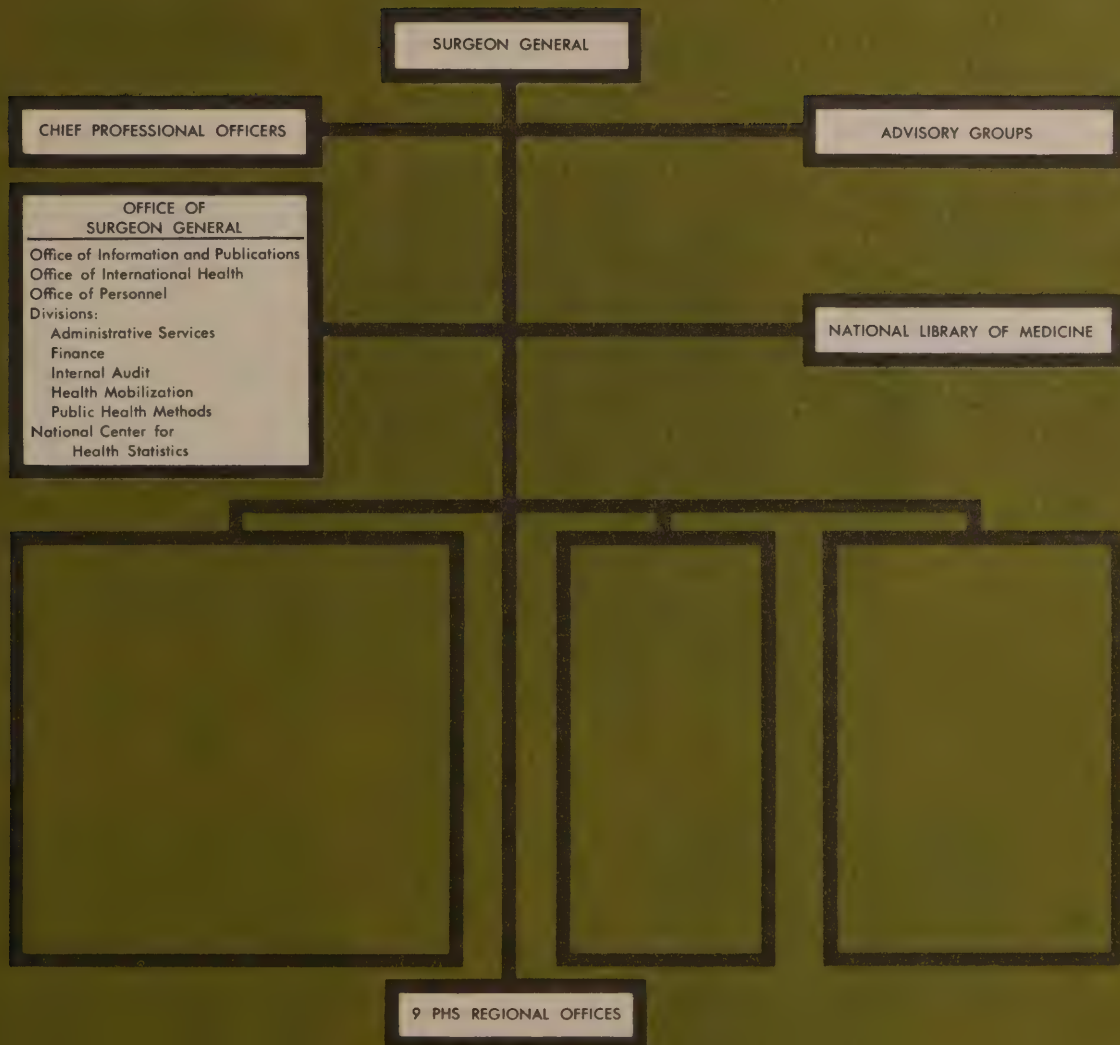 SURGEON GENERAL
CHIEF PROFESSIONAL OFFICERS
ADVISORY GROUPS
OFFICE OF
SURGEON GENERAL
Office of Information and Publications
Office of International Health
Office of Personnel
Divisions:
Administrative Services
Finance
Internal Audit
Health Mobilization
Public Health Methods
National Center for
Health Statistics
NATIONAL LIBRARY OF MEDICINE
9 PHS REGIONAL OFFICES